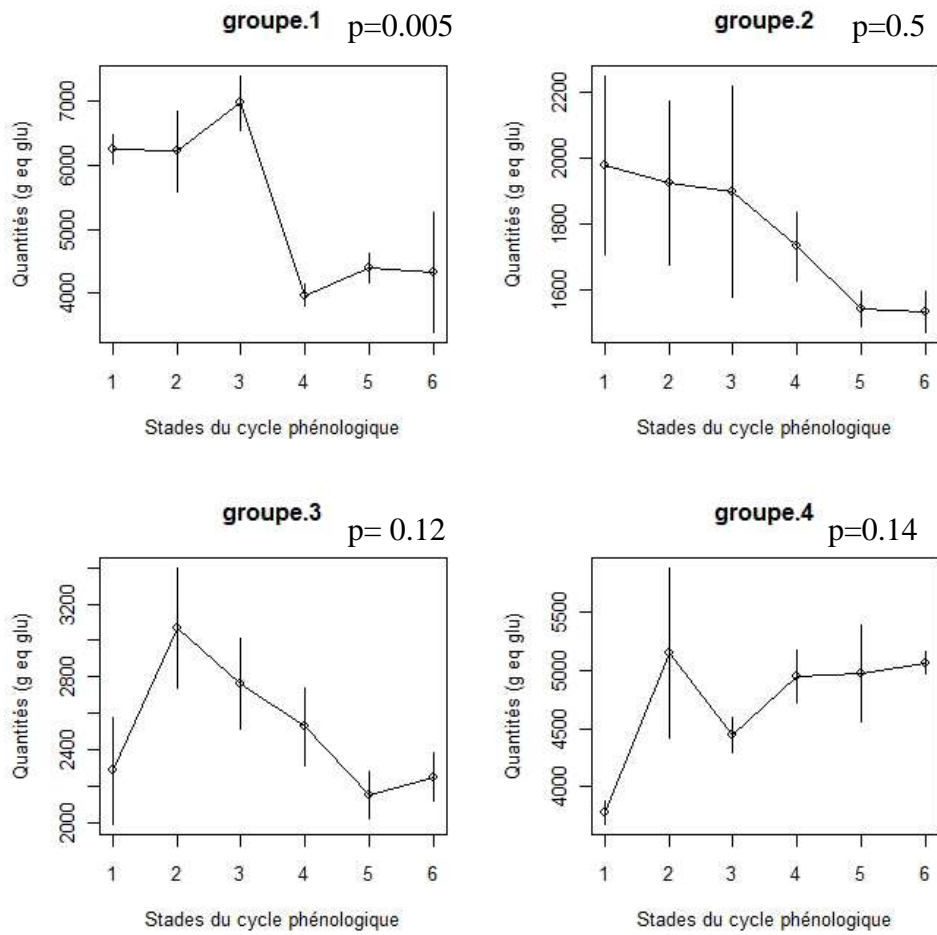 groupe.1 p=0.005
Quantités (g eq glu)
7000
6000
5000
4000
1 2 3 4 5 6
Stades du cycle phénologique
groupe.2 p=0.5
Quantités (g eq glu)
2200
2000
1800
1600
1 2 3 4 5 6
Stades du cycle phénologique
groupe.3 p= 0.12
Quantités (g eq glu)
3200
2800
2400
2000
1 2 3 4 5 6
Stades du cycle phénologique
groupe.4 p=0.14
Quantités (g eq glu)
5500
5000
4500
4000
1 2 3 4 5 6
Stades du cycle phénologique